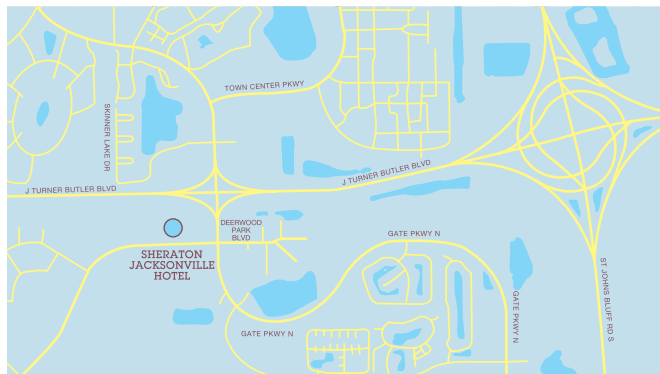 TOWN CENTER PKWY
SKINNER LAKE DR
J TURNER BUTLER BLVD
J TURNER BUTLER BLVD
DEERWOOD
PARK
BLVD
GATE PKWY N
SHERATON
JACKSONVILLE
HOTEL
ST JOHNS BLUFF RD S
GATE PKWY N
GATE PKWY N